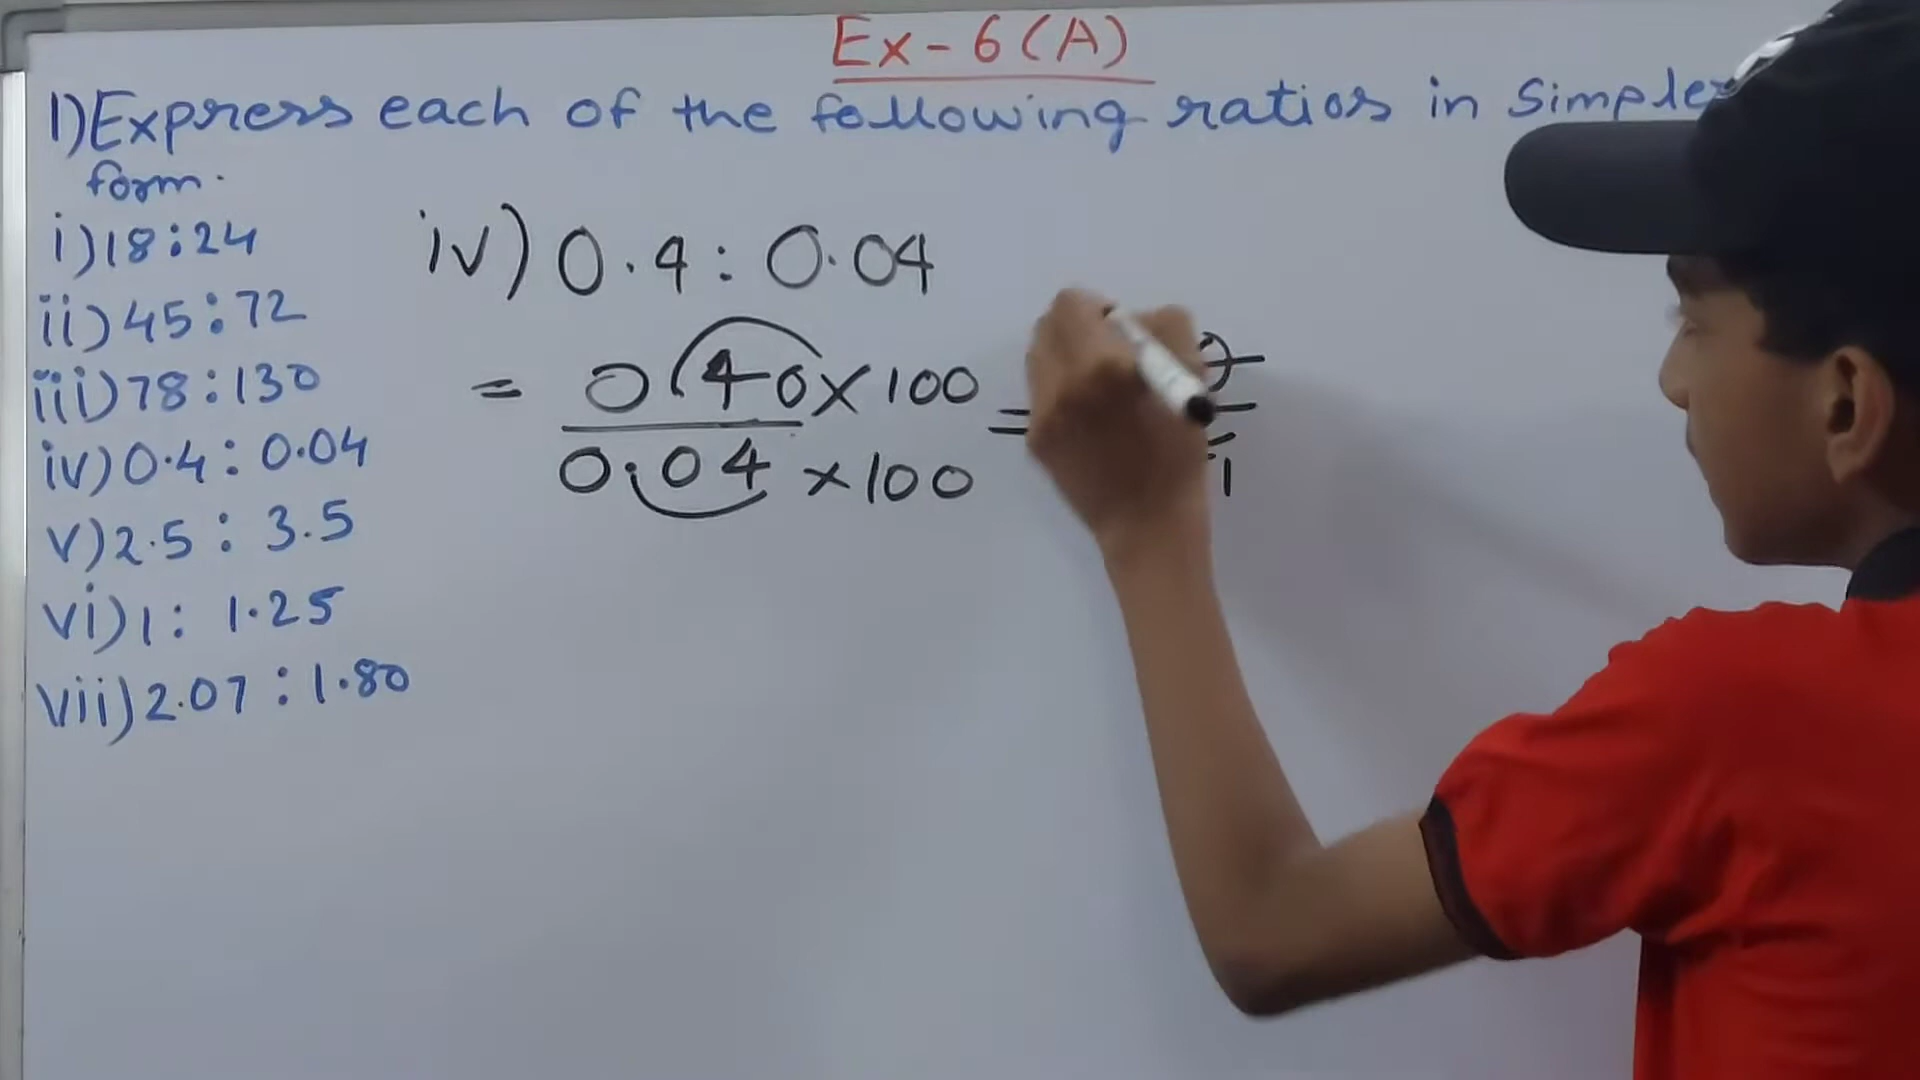 Ex-6(A)
1) Express each of the following ratios in
form.
i) 18:24
ii) 45:72
iii) 78:130
iv) 0.4: 0.04
v) 2.5: 3.5
vi) 1: 1.25
vii) 2.07: 1.80
iv) 0.4: 0.04
= 0.40 × 100 =
0.04 × 100